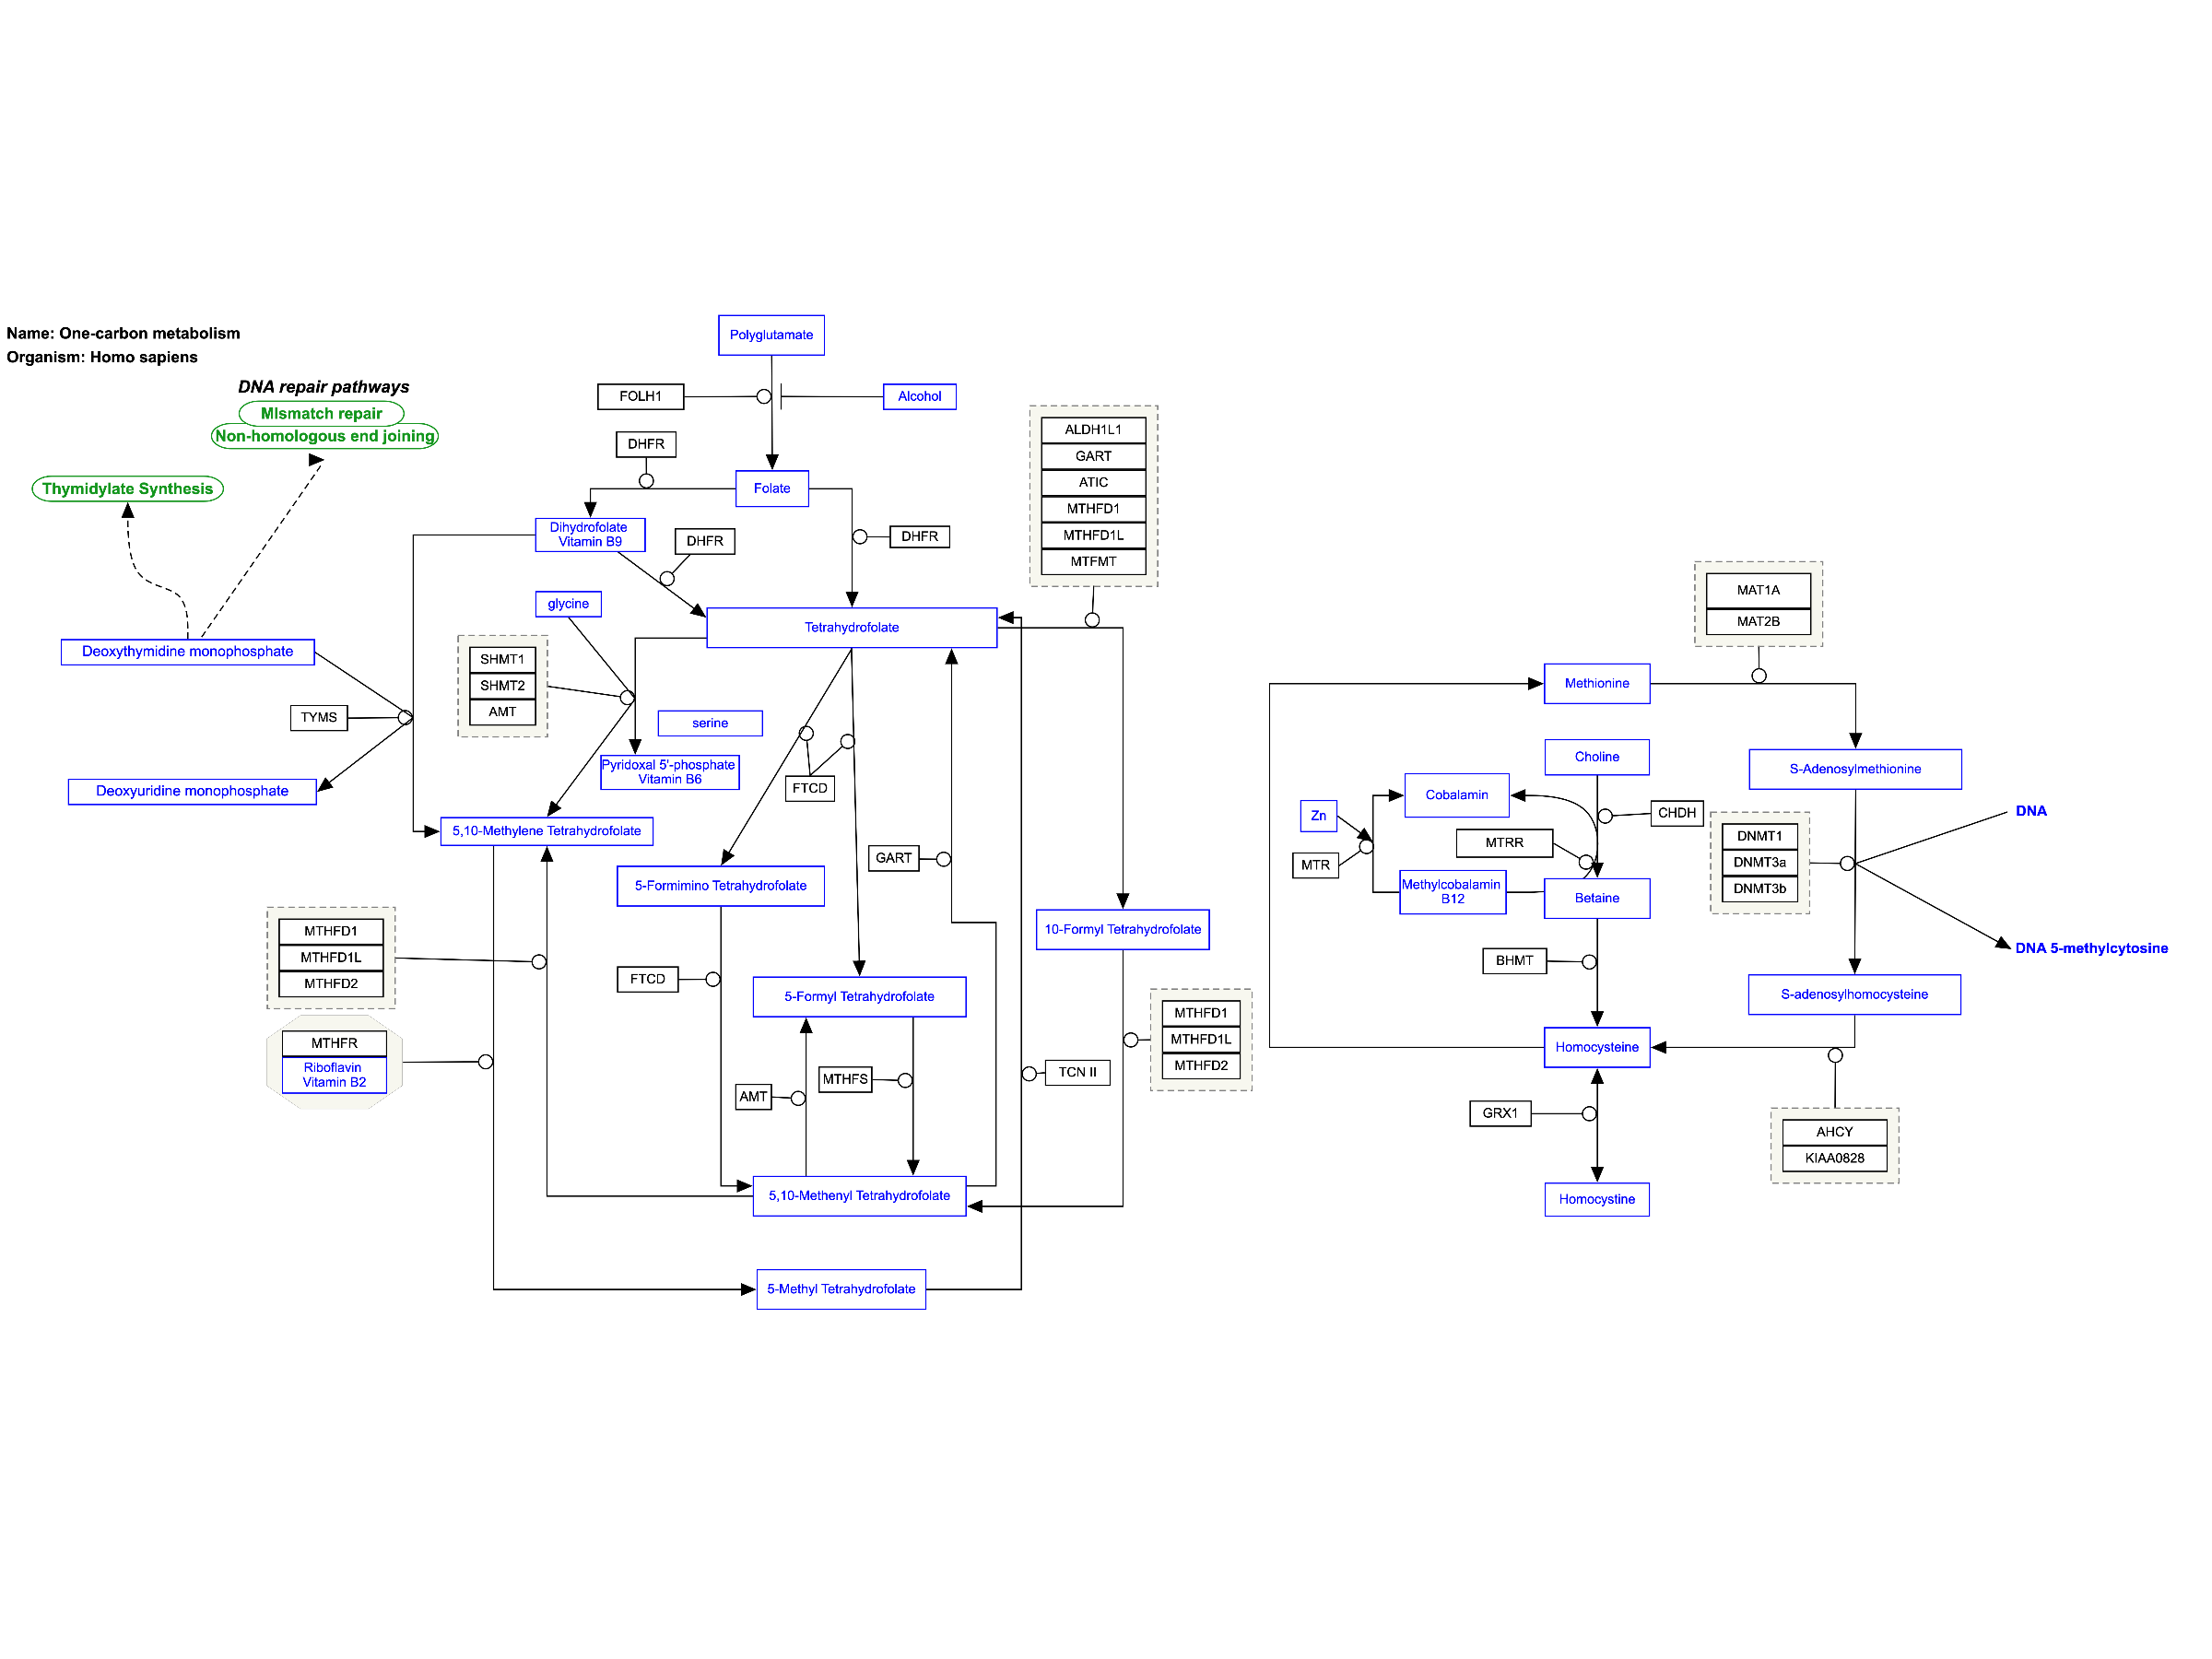 Name: One-carbon metabolism
Organism: Homo sapiens
DNA repair pathways
MIsmatch repair
Non-homologous end joining
Thymidylate Synthesis
Deoxythymidine monophosphate
TYMS
Deoxyuridine monophosphate
Polyglutamate
FOLH1
Alcohol
DHFR
Folate
Dihydrofolate
Vitamin B9
DHFR
DHFR
glycine
Tetrahydrofolate
SHMT1
SHMT2
AMT
serine
Pyridoxal 5'-phosphate
Vitamin B6
FTCD
5,10-Methylene Tetrahydrofolate
5-Formimino Tetrahydrofolate
GART
ALDH1L1
GART
ATIC
MTHFD1
MTHFD1L
MTFMT
10-Formyl Tetrahydrofolate
MTHFD1
MTHFD1L
MTHFD2
MTHFR
Riboflavin
Vitamin B2
FTCD
5-Formyl Tetrahydrofolate
AMT
MTHFS
TCN II
MTHFD1
MTHFD1L
MTHFD2
5,10-Methenyl Tetrahydrofolate
5-Methyl Tetrahydrofolate
MAT1A
MAT2B
Methionine
Choline
S-Adenosylmethionine
Cobalamin
Zn
CHDH
MTRR
MTR
Methylcobalamin
B12
Betaine
DNMT1
DNMT3a
DNMT3b
DNA
DNA 5-methylcytosine
BHMT
S-adenosylhomocysteine
Homocysteine
GRX1
AHCY
KIAA0828
Homocystine